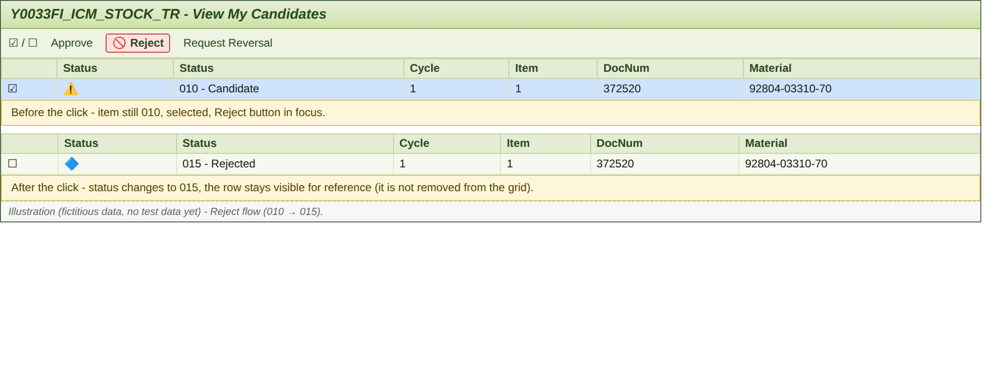 Y0033FI_ICM_STOCK_TR - View My Candidates
☑ / ☐ Approve 🚫 Reject Request Reversal
Status Status Cycle Item DocNum Material
☑ ⚠️ 010 - Candidate 1 1 372520 92804-03310-70
Before the click - item still 010, selected, Reject button in focus.
Status Status Cycle Item DocNum Material
☐ 🔷 015 - Rejected 1 1 372520 92804-03310-70
After the click - status changes to 015, the row stays visible for reference (it is not removed from the grid).
Illustration (fictitious data, no test data yet) - Reject flow (010 → 015).